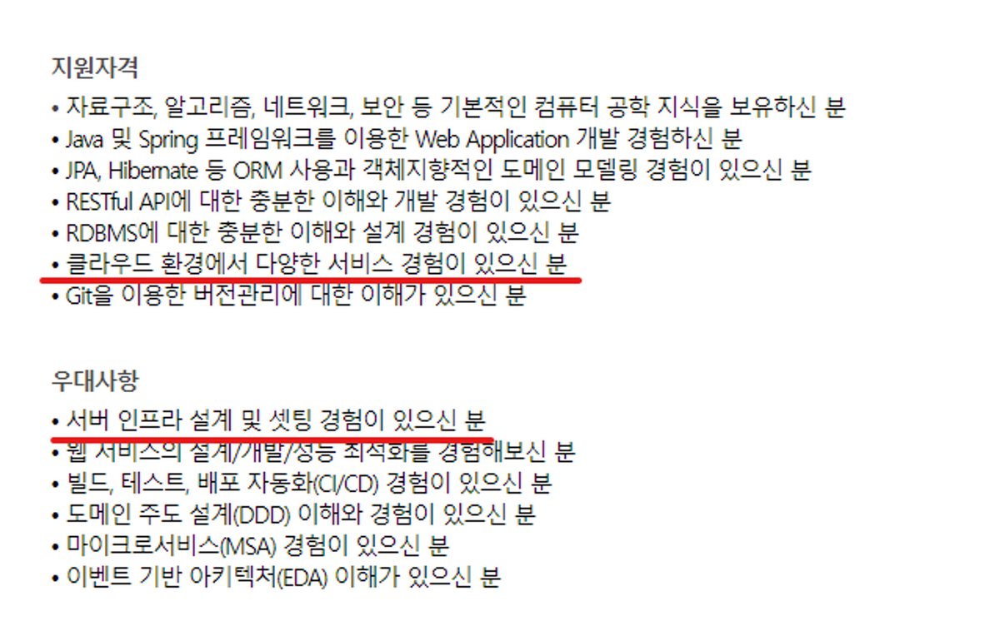 지원자격
• 자료구조, 알고리즘, 네트워크, 보안 등 기본적인 컴퓨터 공학 지식을 보유하신 분
• Java 및 Spring 프레임워크를 이용한 Web Application 개발 경험하신 분
• JPA, Hibernate 등 ORM 사용과 객체지향적인 도메인 모델링 경험이 있으신 분
• RESTful API에 대한 충분한 이해와 개발 경험이 있으신 분
• RDBMS에 대한 충분한 이해와 설계 경험이 있으신 분
• 클라우드 환경에서 다양한 서비스 경험이 있으신 분
• Git을 이용한 버전관리에 대한 이해가 있으신 분
우대사항
• 서버 인프라 설계 및 셋팅 경험이 있으신 분
• 웹 서비스의 설계/개발/성능 최적화를 경험해보신 분
• 빌드, 테스트, 배포 자동화(CI/CD) 경험이 있으신 분
• 도메인 주도 설계(DDD) 이해와 경험이 있으신 분
• 마이크로서비스(MSA) 경험이 있으신 분
• 이벤트 기반 아키텍처(EDA) 이해가 있으신 분